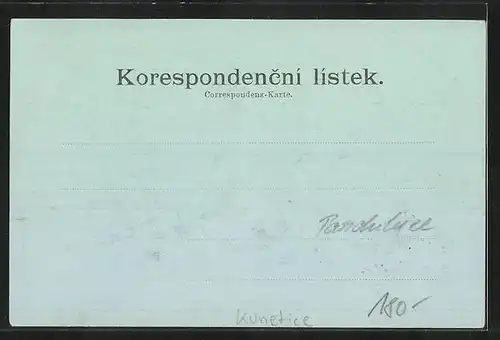 Korespondenční lístek.
Correspondenz-Karte.
Pardubice
180-
Kunetice